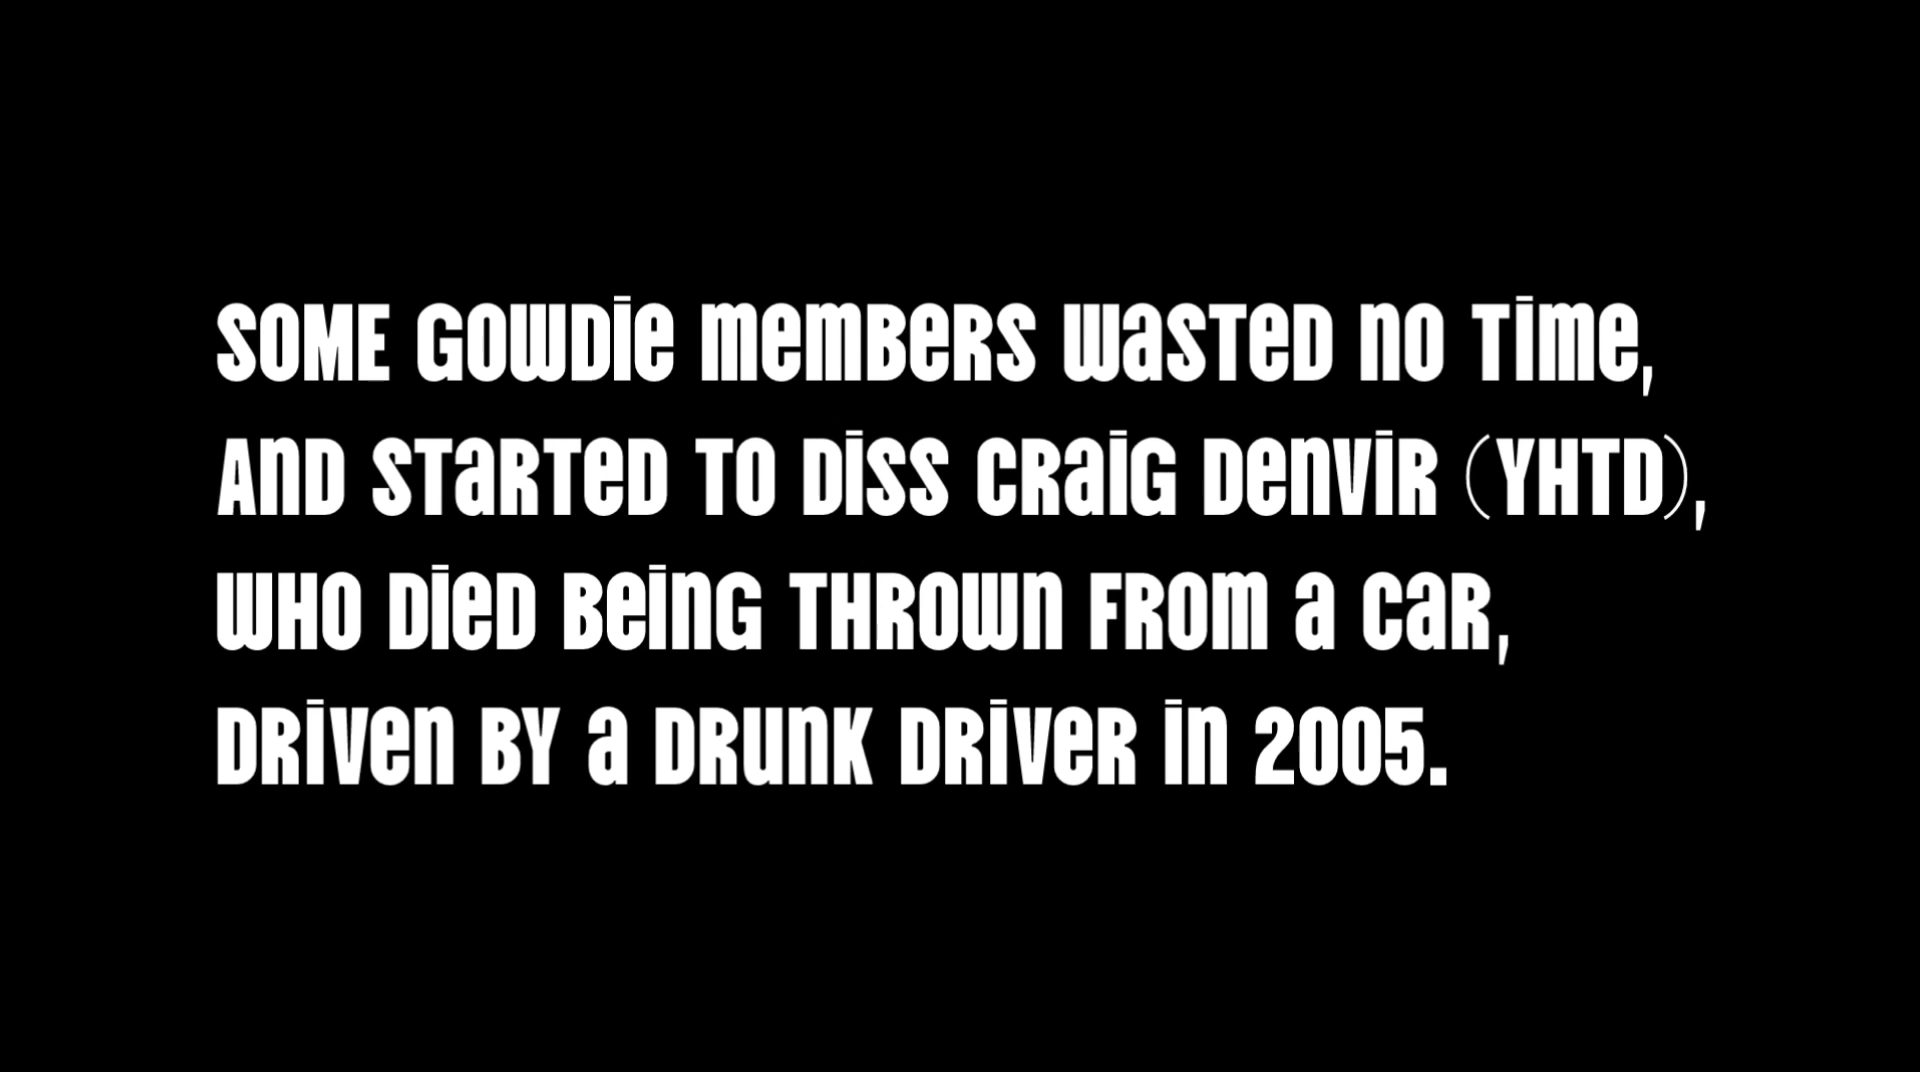 SOME GOWDIE MEMBERS WASTED NO TIME,
AND STARTED TO DISS CRAIG DENVIR (YHTD),
WHO DIED BEING THROWN FROM A CAR,
DRIVEN BY A DRUNK DRIVER IN 2005.